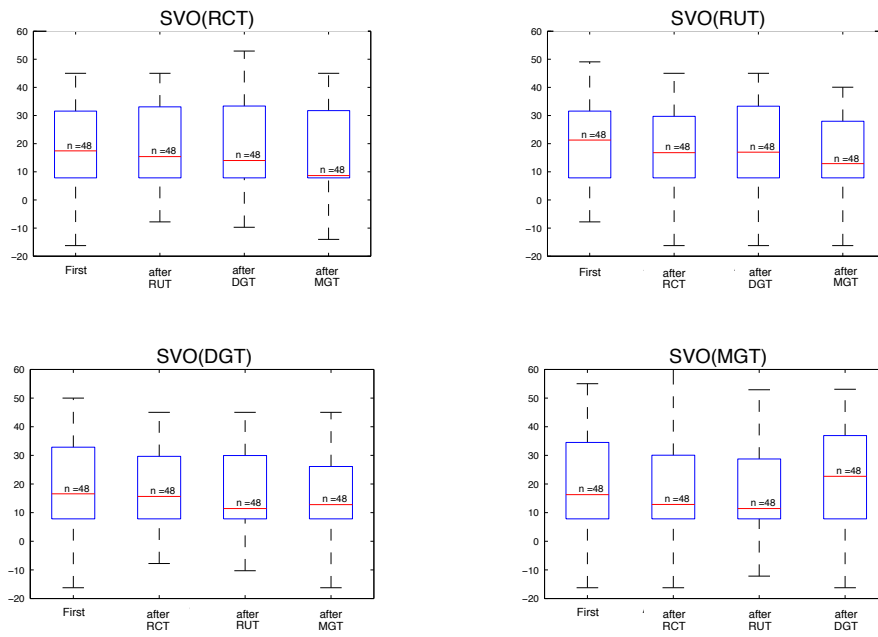 SVO(RCT)
60
50
40
30
20
10
0
−10
−20
n =48
n =48
n =48
n =48
First
after
RUT
after
DGT
after
MGT
SVO(RUT)
60
50
40
30
20
10
0
−10
−20
n =48
n =48
n =48
n =48
First
after
RCT
after
DGT
after
MGT
SVO(DGT)
60
50
40
30
20
10
0
−10
−20
n =48
n =48
n =48
n =48
First
after
RCT
after
RUT
after
MGT
SVO(MGT)
60
50
40
30
20
10
0
−10
−20
n =48
n =48
n =48
n =48
First
after
RCT
after
RUT
after
DGT